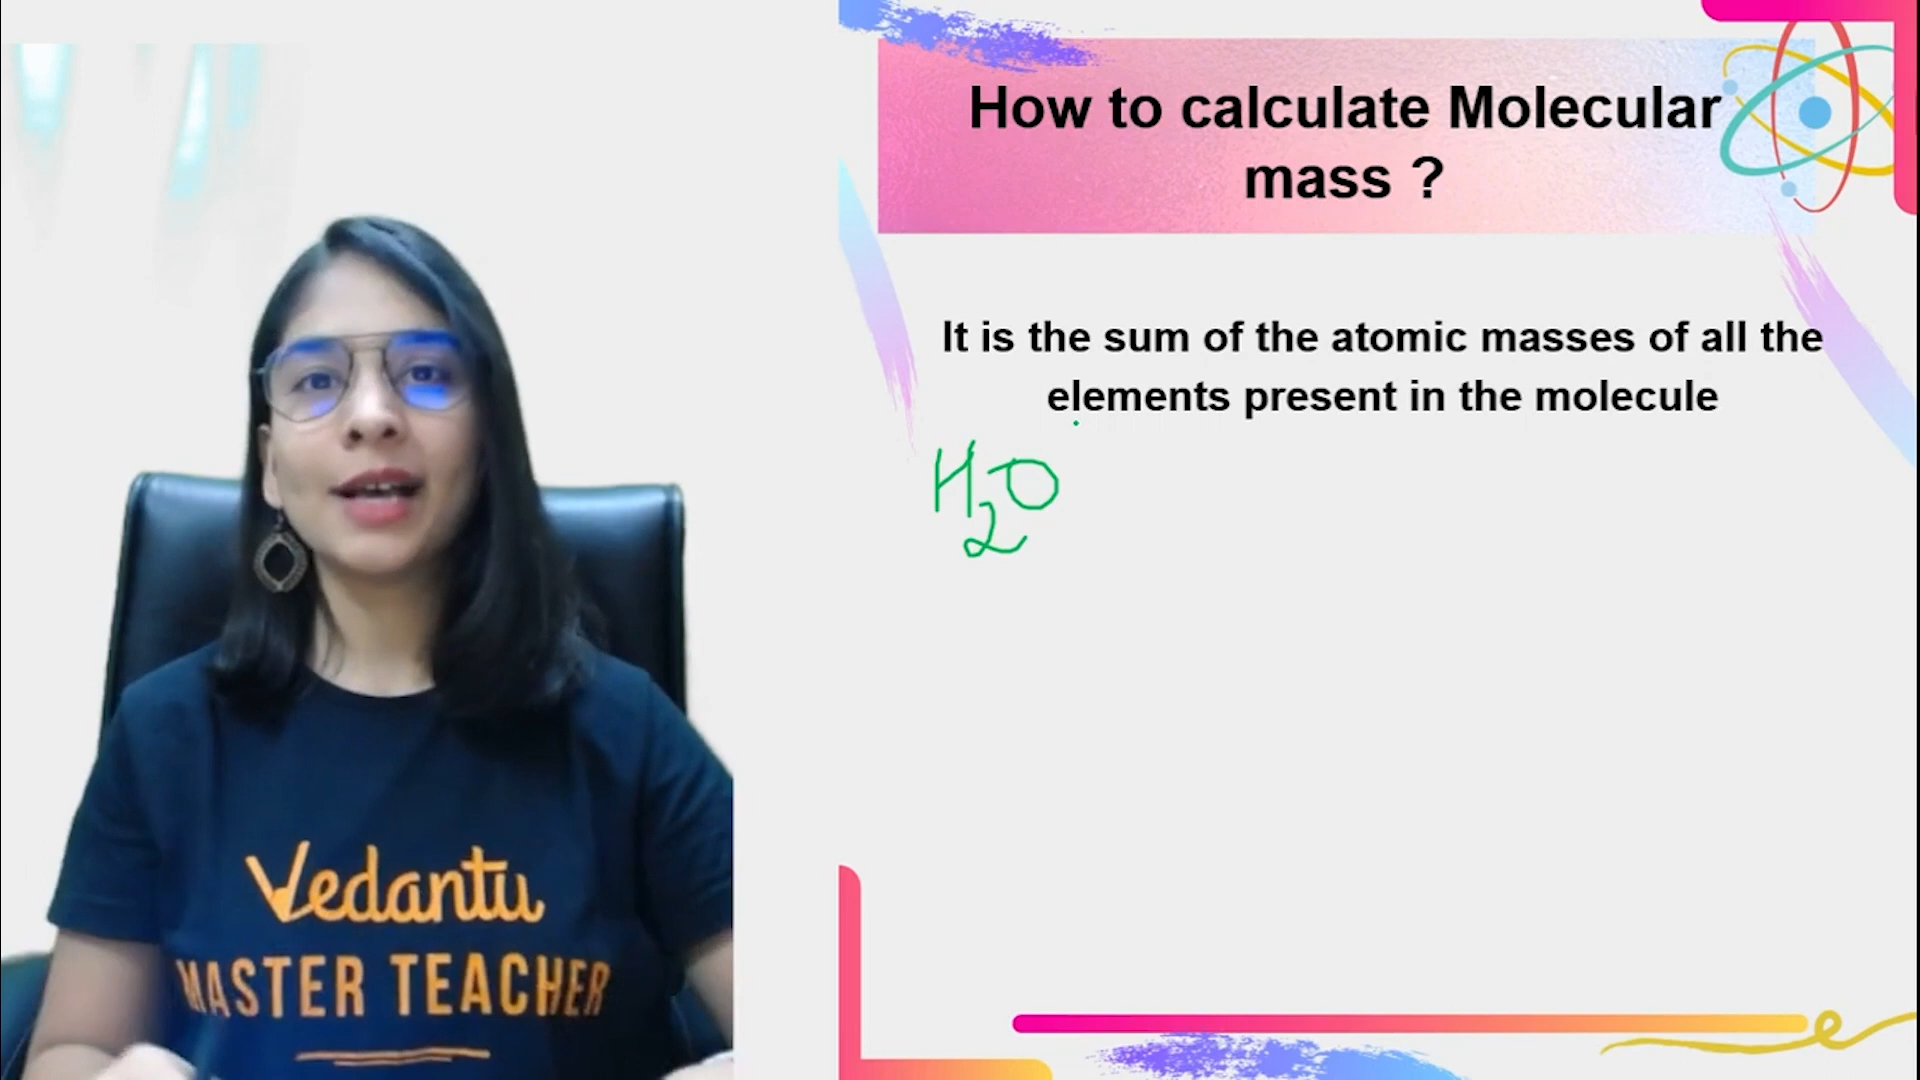 How to calculate Molecular
mass ?
It is the sum of the atomic masses of all the
elements present in the molecule
H₂O
Vedantu
MASTER TEACHER